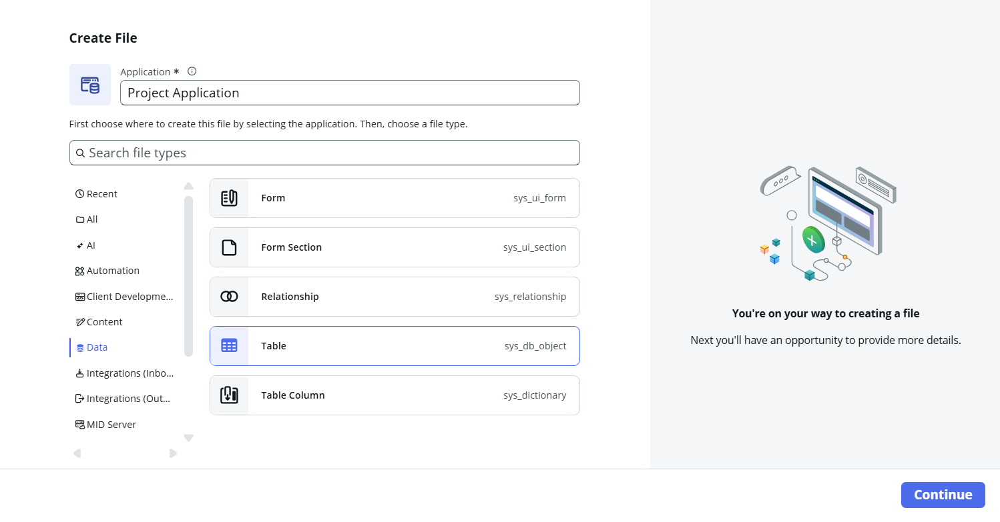 Create File
Application *
Project Application
First choose where to create this file by selecting the application. Then, choose a file type.
Search file types
Recent
All
AI
Automation
Client Developme...
Content
Data
Integrations (Inbo...
Integrations (Out...
MID Server
Form sys_ui_form
Form Section sys_ui_section
Relationship sys_relationship
Table sys_db_object
Table Column sys_dictionary
You're on your way to creating a file
Next you'll have an opportunity to provide more details.
Continue